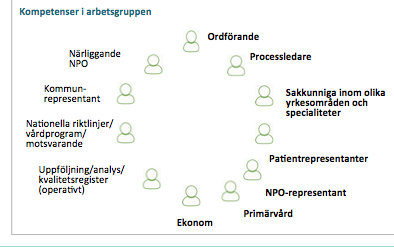 Kompetenser i arbetsgruppen
Ordförande
Processledare
Sakkunniga inom olika
yrkesområden och
specialiteter
Patientrepresentanter
NPO-representant
Primärvård
Ekonom
Uppföljning/analys/
kvalitetsregister
(operativt)
Nationella riktlinjer/
vårdprogram/
motsvarande
Kommun-
representant
Närliggande
NPO